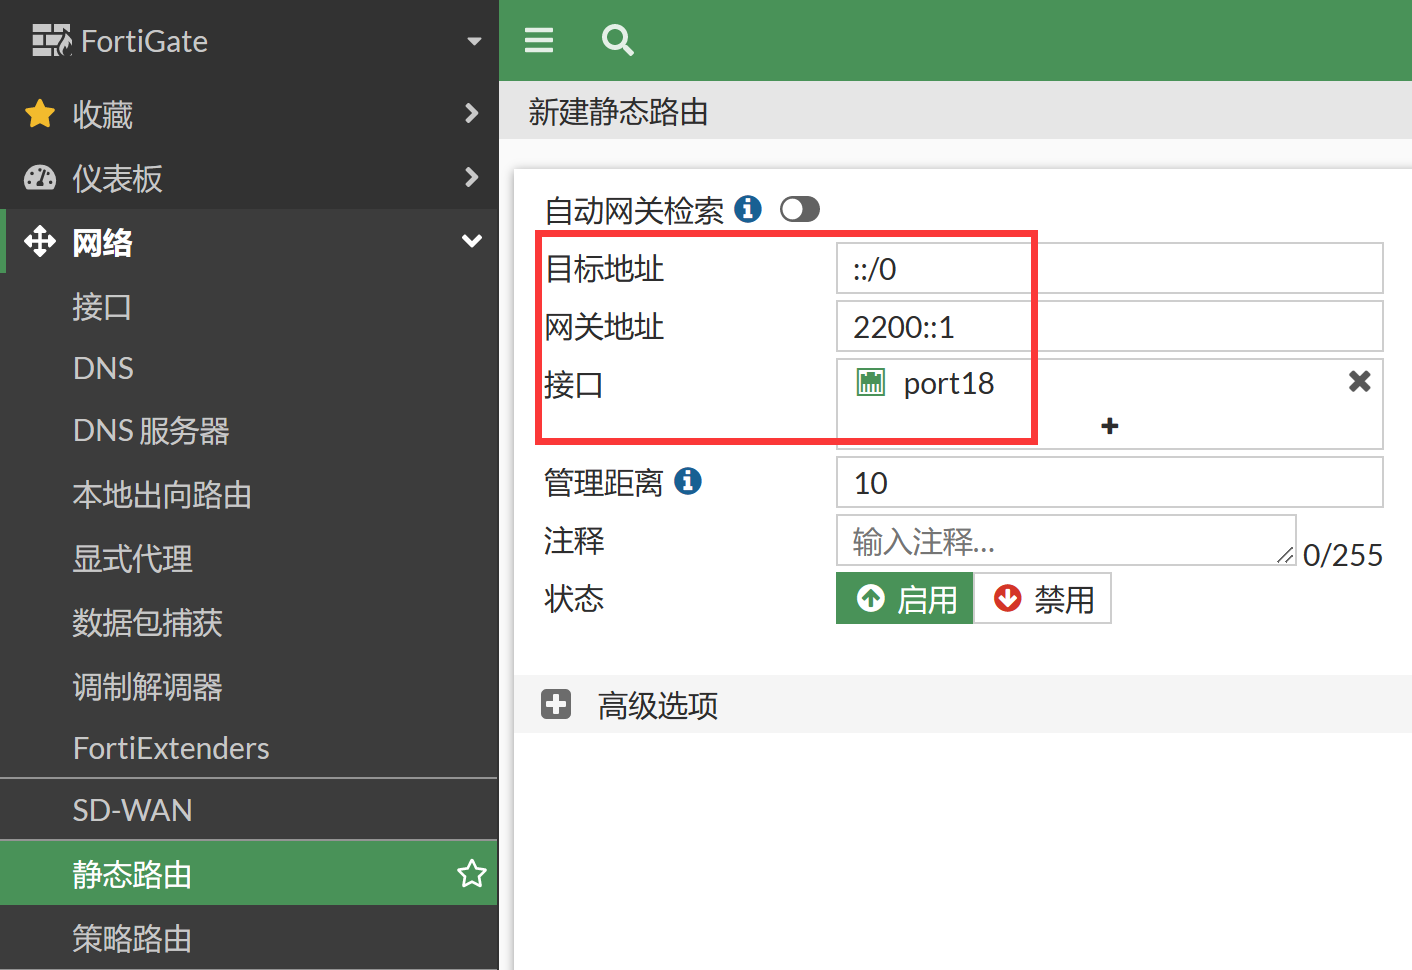 FortiGate
收藏
仪表板
网络
接口
DNS
DNS 服务器
本地出向路由
显式代理
数据包捕获
调制解调器
FortiExtenders
SD-WAN
静态路由
策略路由
新建静态路由
自动网关检索
目标地址 ::/0
网关地址 2200::1
接口 port18
管理距离 10
注释 输入注释... 0/255
状态 启用 禁用
高级选项